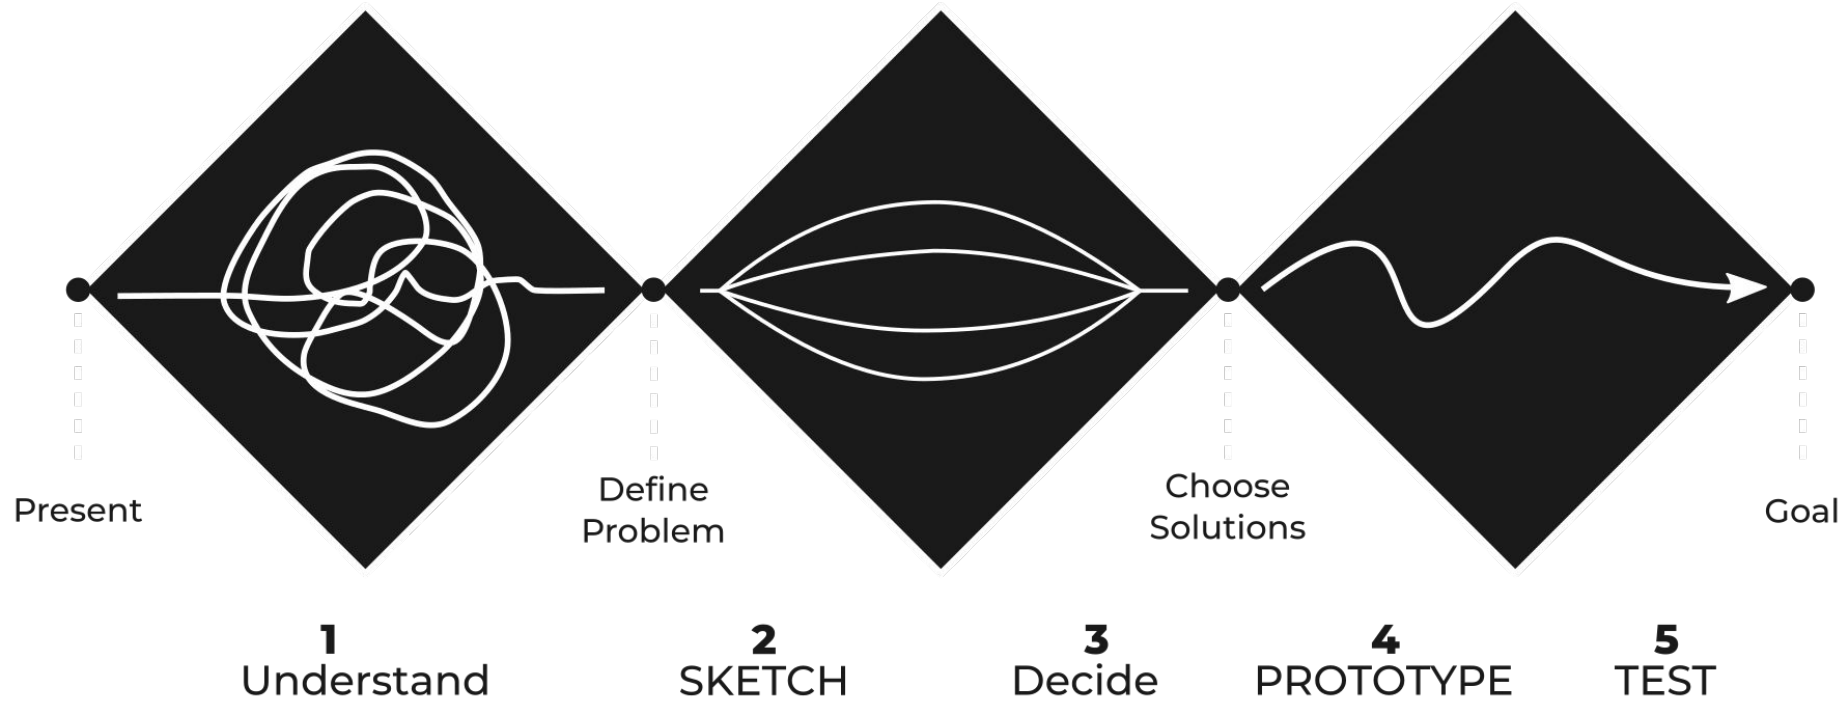 Present
Define
Problem
Choose
Solutions
Goal
1
Understand
2
SKETCH
3
Decide
4
PROTOTYPE
5
TEST